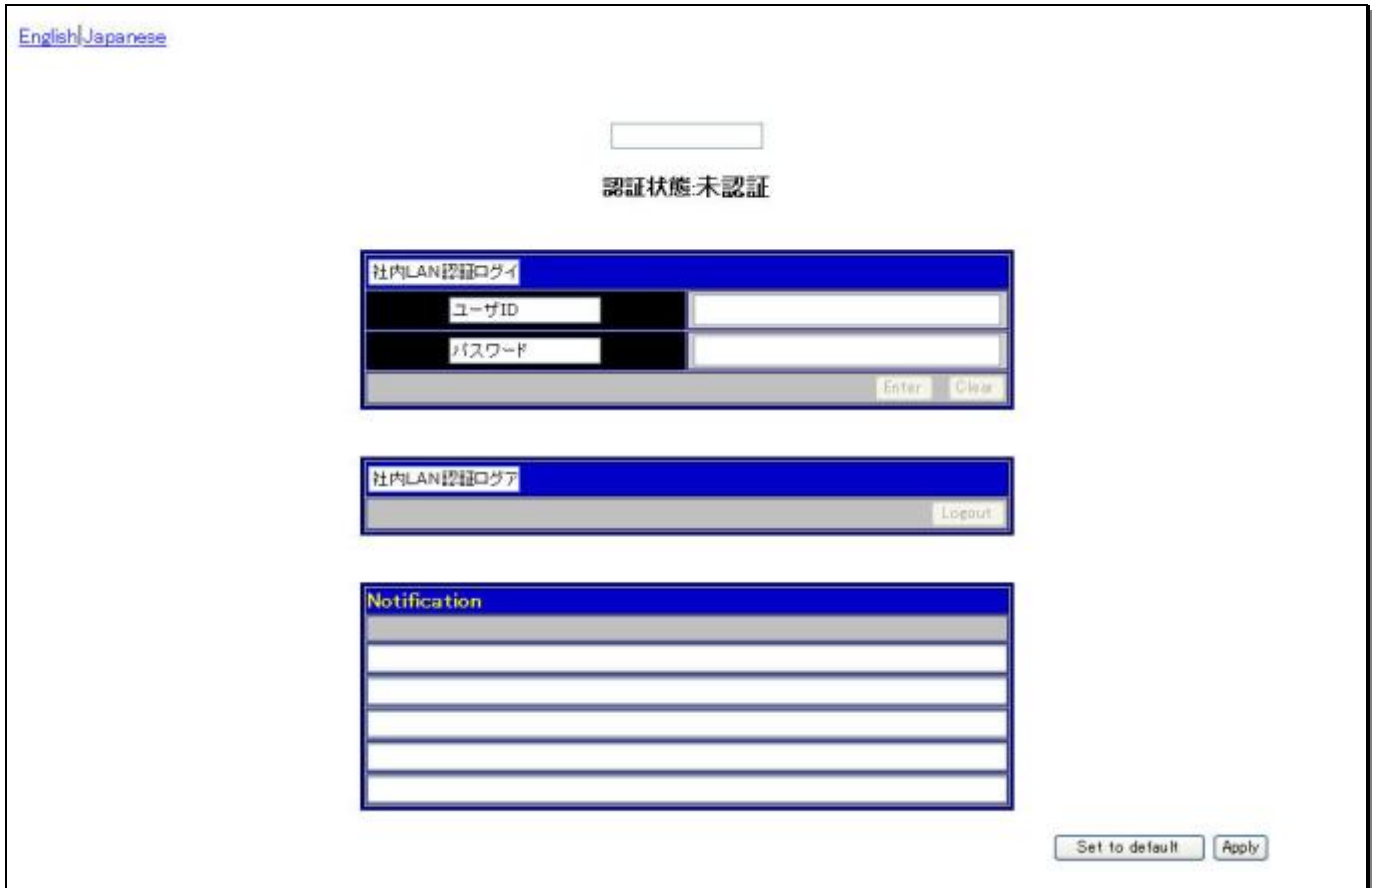 English|Japanese
認証状態:未認証
社内LAN認証ログイ
ユーザID
パスワード
Enter Clear
社内LAN認証ログア
Logout
Notification
Set to default Apply